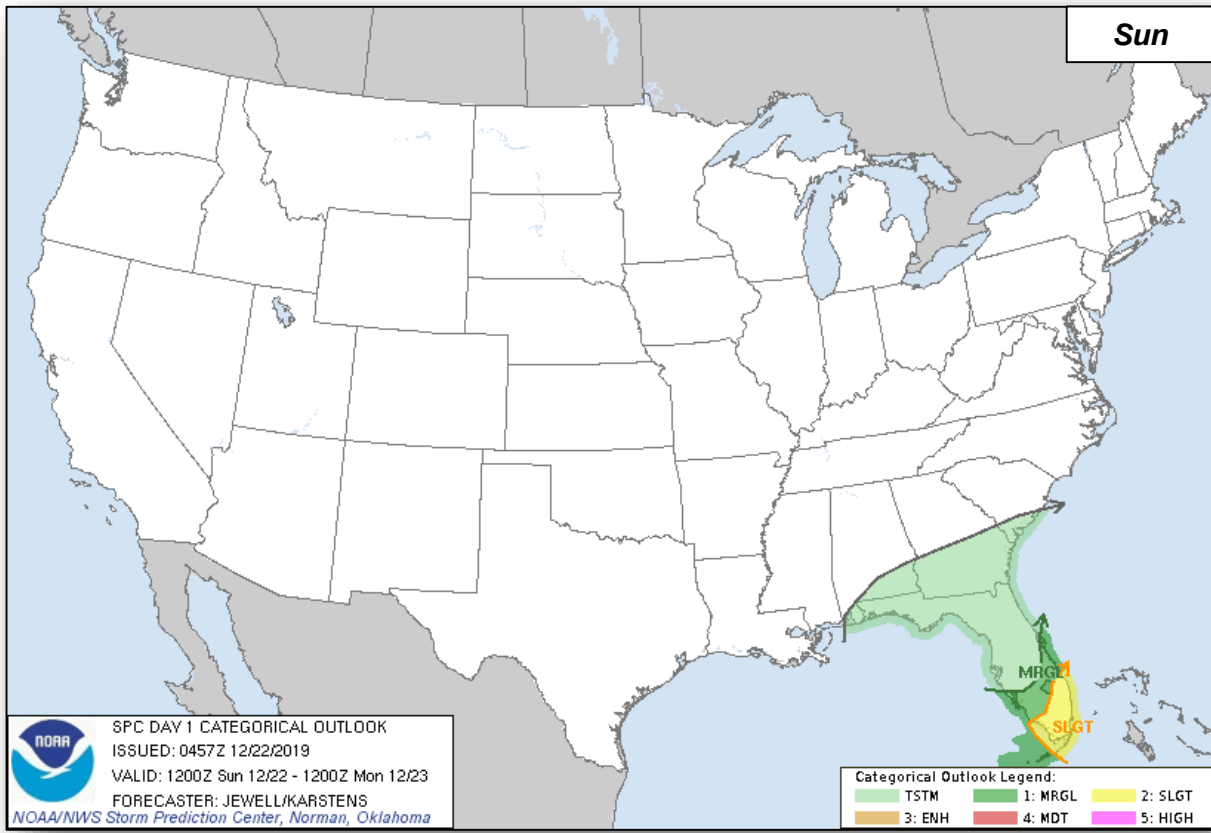 Sun
MRGL
SLGT
NOAA
SPC DAY 1 CATEGORICAL OUTLOOK
ISSUED: 0457Z 12/22/2019
VALID: 1200Z Sun 12/22 - 1200Z Mon 12/23
FORECASTER: JEWELL/KARSTENS
NOAA/NWS Storm Prediction Center, Norman, Oklahoma
Categorical Outlook Legend:
TSTM 1: MRGL 2: SLGT
3: ENH 4: MDT 5: HIGH